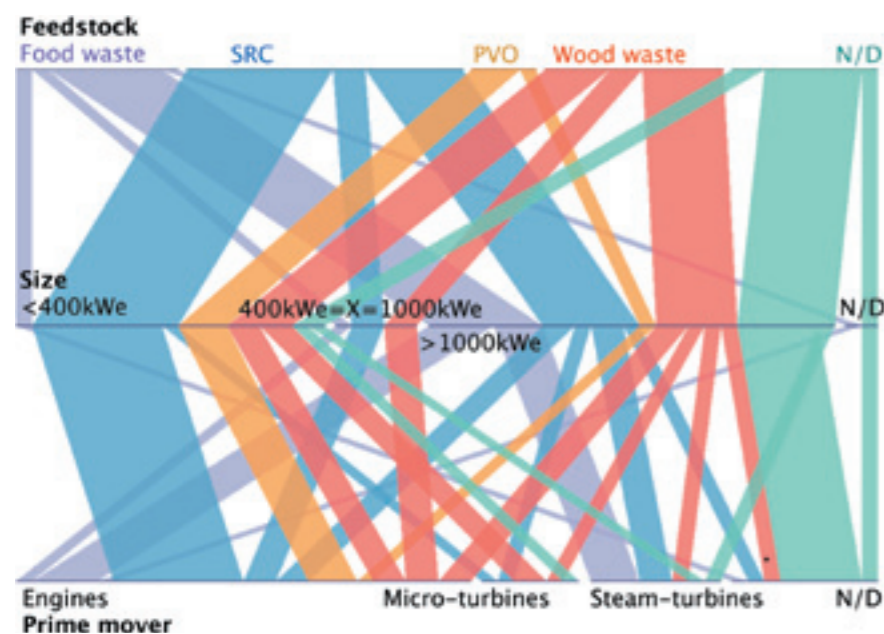 Feedstock
Food waste SRC PVO Wood waste N/D
Size
<400kWe 400kWe=X=1000kWe N/D
>1000kWe
Engines Micro-turbines Steam-turbines N/D
Prime mover